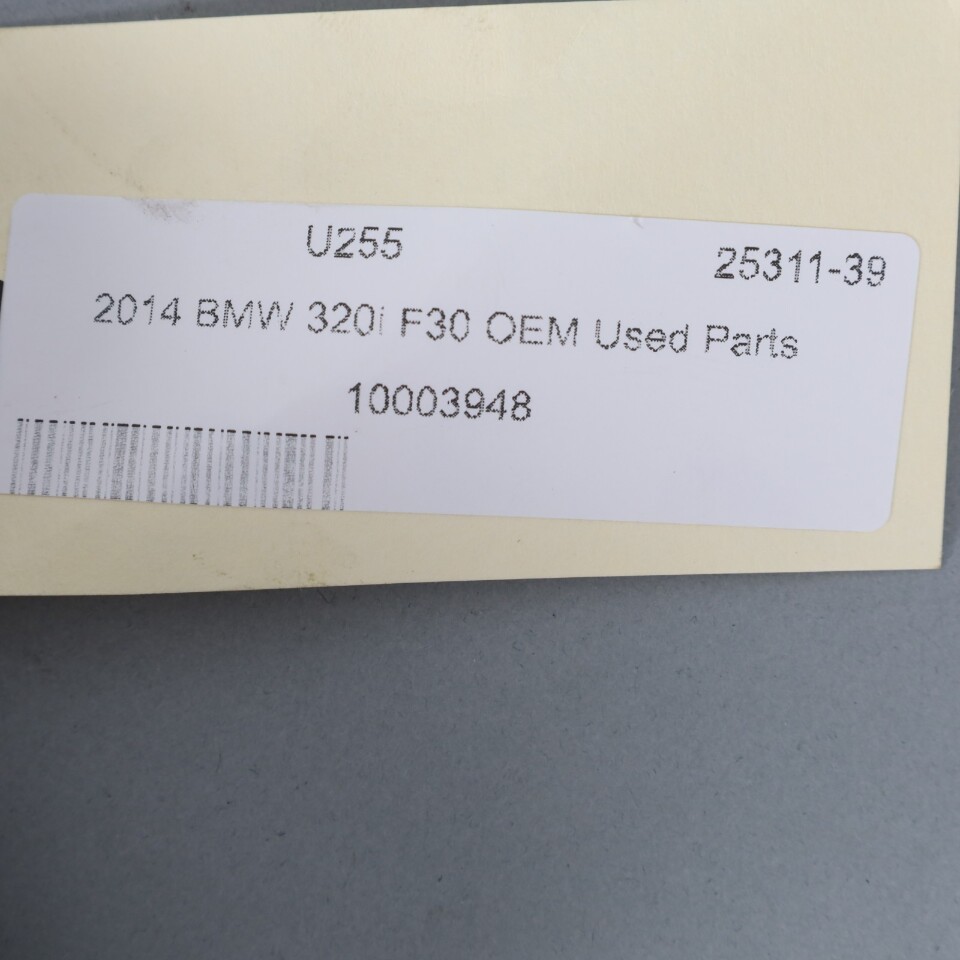 U255 25311-39
2014 BMW 320i F30 OEM Used Parts
10003948